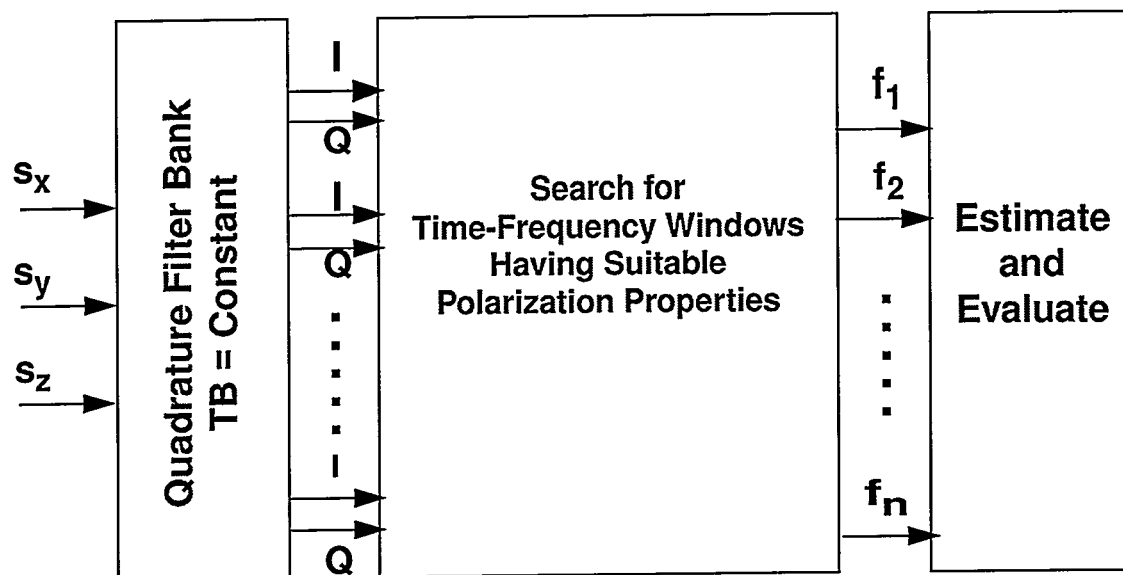 s_x
s_y
s_z
Quadrature Filter Bank
TB = Constant
I
Q
I
Q
I
Q
Search for
Time-Frequency Windows
Having Suitable
Polarization Properties
f_1
f_2
f_n
Estimate
and
Evaluate